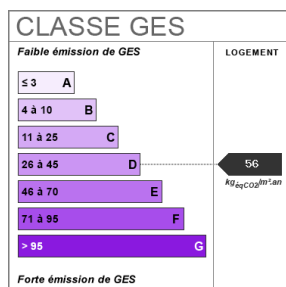 CLASSE GES
Faible émission de GES
LOGEMENT
≤ 3 A
4 à 10 B
11 à 25 C
26 à 45 D
56
kgéqCO2/m².an
46 à 70 E
71 à 95 F
> 95 G
Forte émission de GES